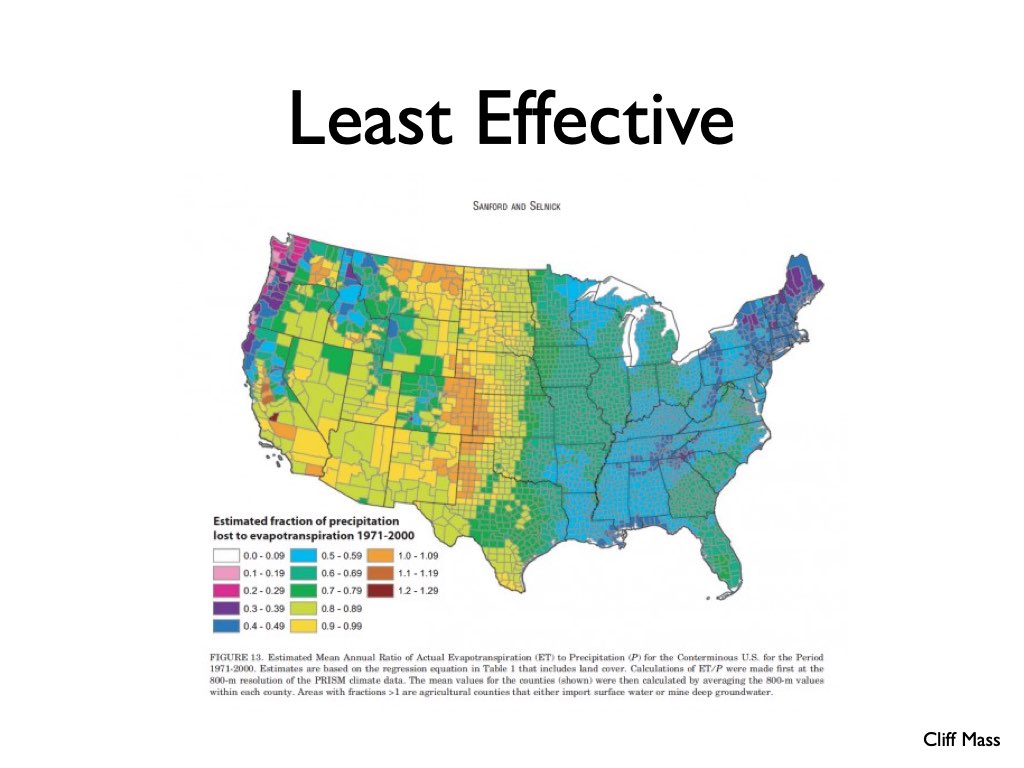 Least Effective
SANFORD AND SELNICK
Estimated fraction of precipitation
lost to evapotranspiration 1971-2000
0.0 - 0.09 0.5 - 0.59 1.0 - 1.09
0.1 - 0.19 0.6 - 0.69 1.1 - 1.19
0.2 - 0.29 0.7 - 0.79 1.2 - 1.29
0.3 - 0.39 0.8 - 0.89
0.4 - 0.49 0.9 - 0.99
FIGURE 13. Estimated Mean Annual Ratio of Actual Evapotranspiration (ET) to Precipitation (P) for the Conterminous U.S. for the Period
1971-2000. Estimates are based on the regression equation in Table 1 that includes land cover. Calculations of ET/P were made first at the
800-m resolution of the PRISM climate data. The mean values for the counties (shown) were then calculated by averaging the 800-m values
within each county. Areas with fractions >1 are agricultural counties that either import surface water or mine deep groundwater.
Cliff Mass